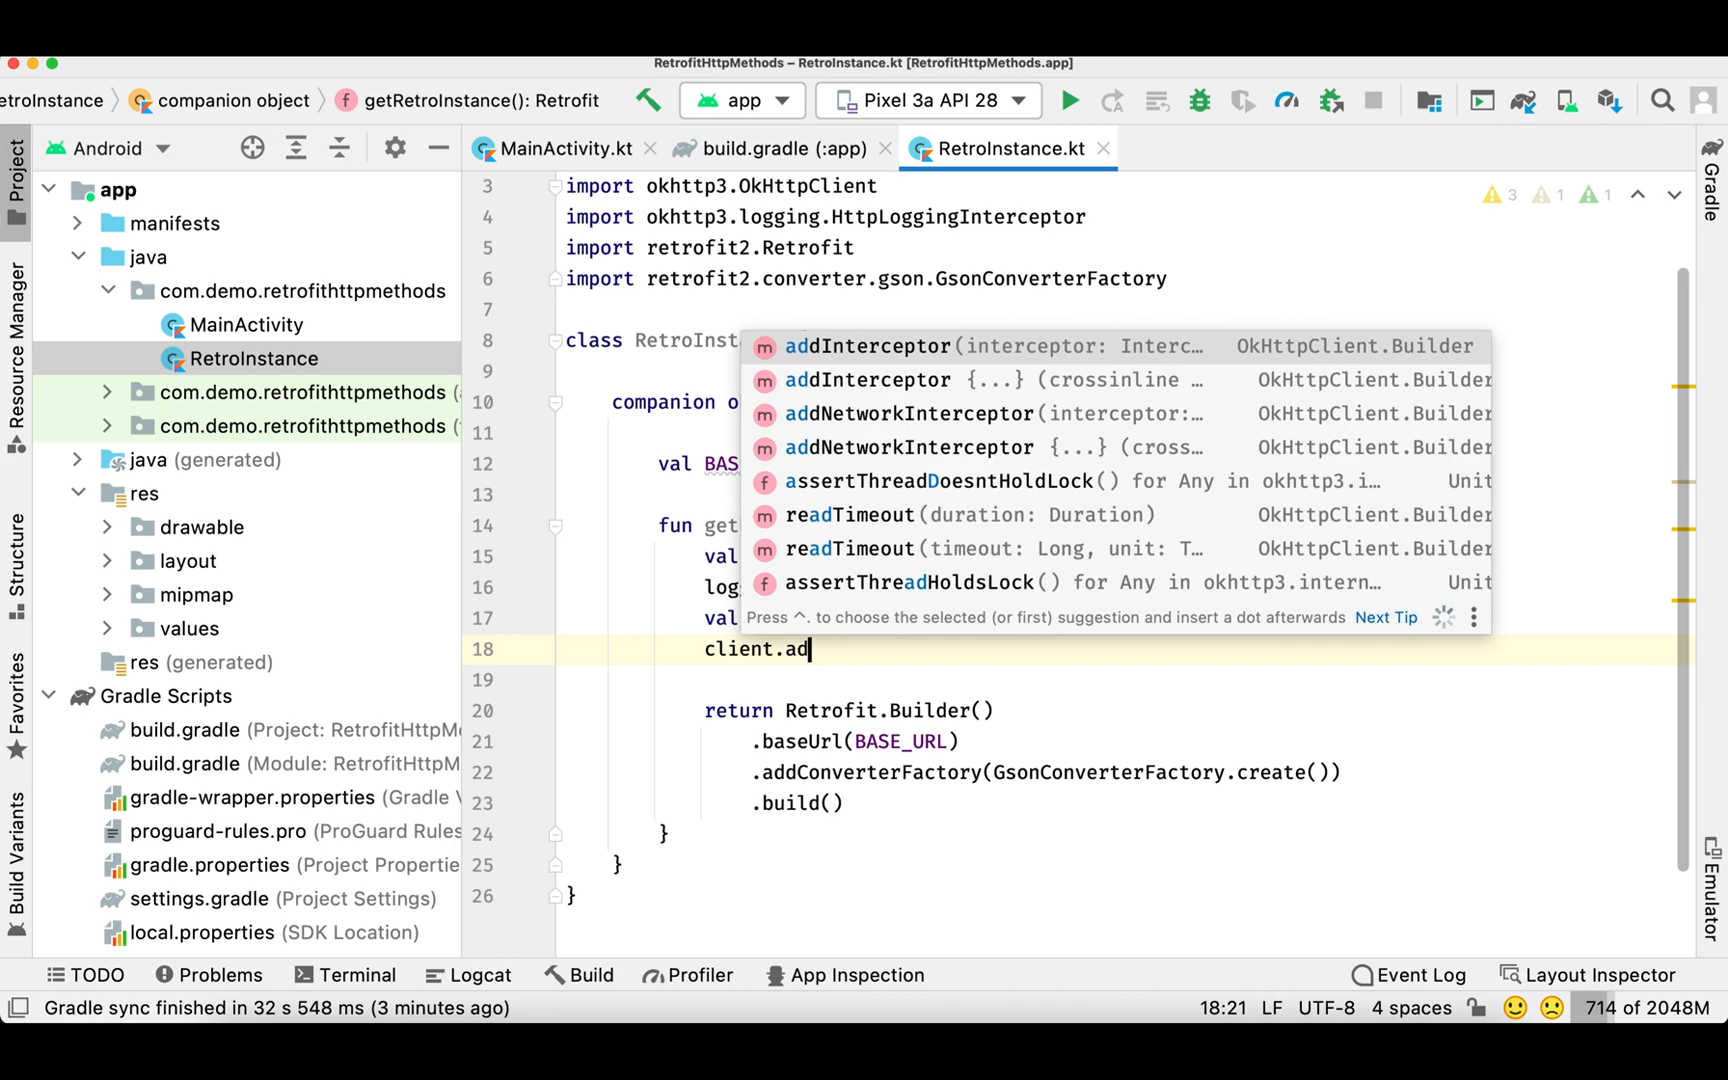 RetrofitHttpMethods – RetroInstance.kt [RetrofitHttpMethods.app]
etroInstance companion object getRetroInstance(): Retrofit app Pixel 3a API 28
Project
Resource Manager
Structure
Favorites
Build Variants
Android
app
manifests
java
com.demo.retrofithttpmethods
MainActivity
RetroInstance
com.demo.retrofithttpmethods (
com.demo.retrofithttpmethods (
java (generated)
res
drawable
layout
mipmap
values
res (generated)
Gradle Scripts
build.gradle (Project: RetrofitHttpMe
build.gradle (Module: RetrofitHttpM
gradle-wrapper.properties (Gradle V
proguard-rules.pro (ProGuard Rules
gradle.properties (Project Propertie
settings.gradle (Project Settings)
local.properties (SDK Location)
MainActivity.kt build.gradle (:app) RetroInstance.kt
3 1 1
3 import okhttp3.OkHttpClient
4 import okhttp3.logging.HttpLoggingInterceptor
5 import retrofit2.Retrofit
6 import retrofit2.converter.gson.GsonConverterFactory
7
8 class RetroInst
9
10 companion o
11
12 val BAS
13
14 fun get
15 val
16 log
17 val
18 client.ad
19
20 return Retrofit.Builder()
21 .baseUrl(BASE_URL)
22 .addConverterFactory(GsonConverterFactory.create())
23 .build()
24 }
25 }
26 }
addInterceptor(interceptor: Interc… OkHttpClient.Builder
addInterceptor {...} (crossinline … OkHttpClient.Builder
addNetworkInterceptor(interceptor:… OkHttpClient.Builder
addNetworkInterceptor {...} (cross… OkHttpClient.Builder
assertThreadDoesntHoldLock() for Any in okhttp3.i… Unit
readTimeout(duration: Duration) OkHttpClient.Builder
readTimeout(timeout: Long, unit: T… OkHttpClient.Builder
assertThreadHoldsLock() for Any in okhttp3.intern… Unit
Press ^. to choose the selected (or first) suggestion and insert a dot afterwards Next Tip
Gradle
Emulator
TODO Problems Terminal Logcat Build Profiler App Inspection Event Log Layout Inspector
Gradle sync finished in 32 s 548 ms (3 minutes ago) 18:21 LF UTF-8 4 spaces 714 of 2048M